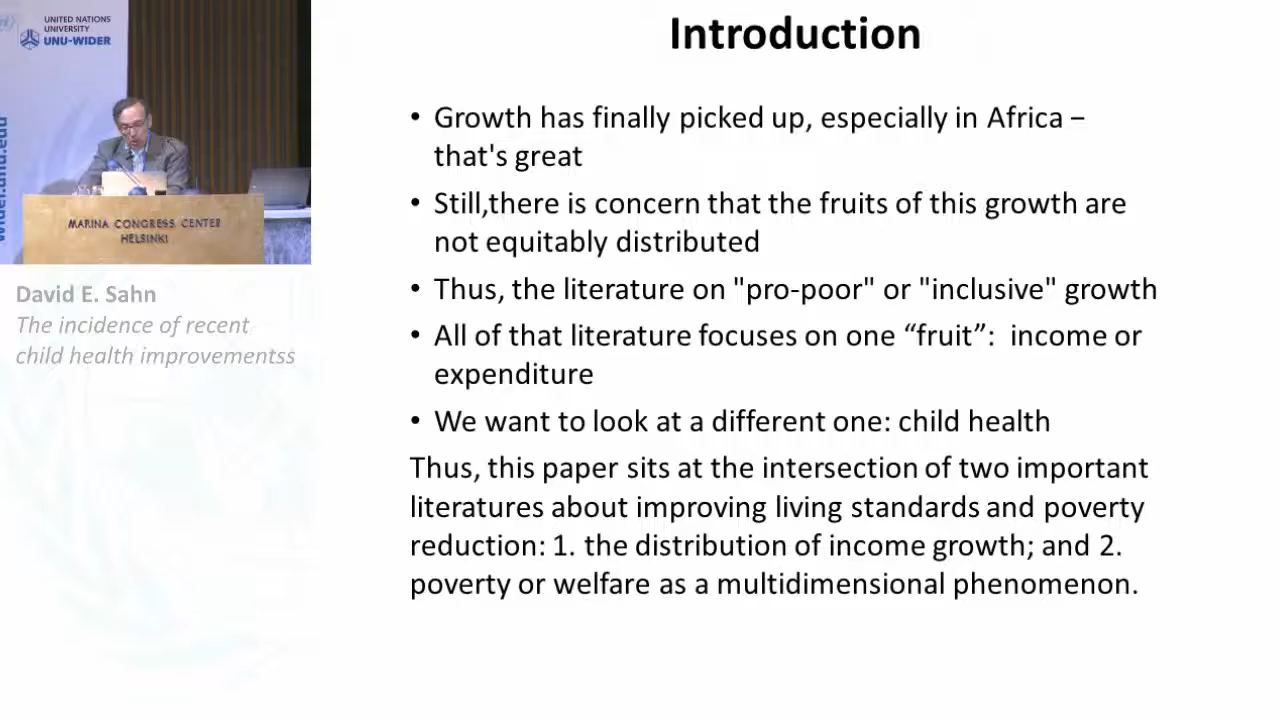 UNITED NATIONS
UNIVERSITY
UNU-WIDER
wider.unu.edu
MARINA CONGRESS CENTER
HELSINKI
David E. Sahn
The incidence of recent
child health improvementss
Introduction
• Growth has finally picked up, especially in Africa –
that's great
• Still,there is concern that the fruits of this growth are
not equitably distributed
• Thus, the literature on "pro-poor" or "inclusive" growth
• All of that literature focuses on one “fruit”:  income or
expenditure
• We want to look at a different one: child health
Thus, this paper sits at the intersection of two important
literatures about improving living standards and poverty
reduction: 1. the distribution of income growth; and 2.
poverty or welfare as a multidimensional phenomenon.